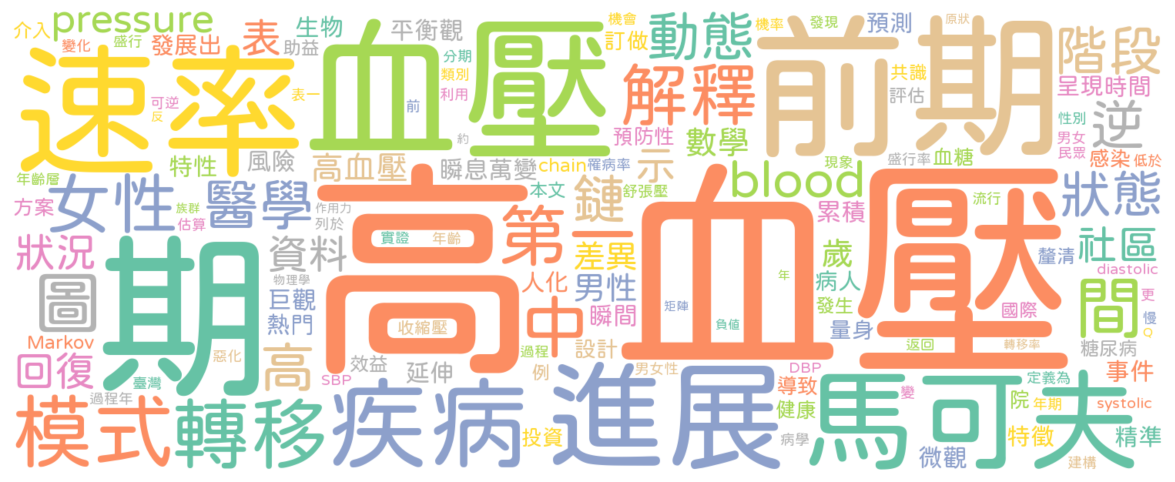 介入 pressure 生物 平衡觀 機會 動態 預測 機率 發現 原狀
變化 盛行 發展出 表 助益 分期 訂做 階段
速率 血壓 類別 解釋 前期 共識 呈現時間
可逆 反 表一 前 利用 評估 性別 逆
特性 風險 約 預防性 數學 男女
年齡層 高血壓 瞬息萬變 chain 罹病率 示 現象 盛行率 血糖 民眾 感染 低於
方案 女性 族群 醫學 估算 作用力 列於 高血壓 本文 鏈 舒張壓 blood 累積 流行 狀態
狀況 資料 實證 年齡 第一 差異 歲 釐清 社區
物理學 人化 男性 病人 年 國際 diastolic
圖 期 巨觀 熱門 收縮壓 中 瞬間 發生 量身 矩陣 負值 間 更 慢
Markov 惡化 過程 設計 返回 轉移率 糖尿病 Q
回復 臺灣 高 效益 延伸 例 男女性 DBP 事件
過程年 SBP 導致 變 定義為
模式 轉移 疾病 進展 健康 馬可夫 院 年期 systolic
投資 病學 微觀 特徵 精準 建構